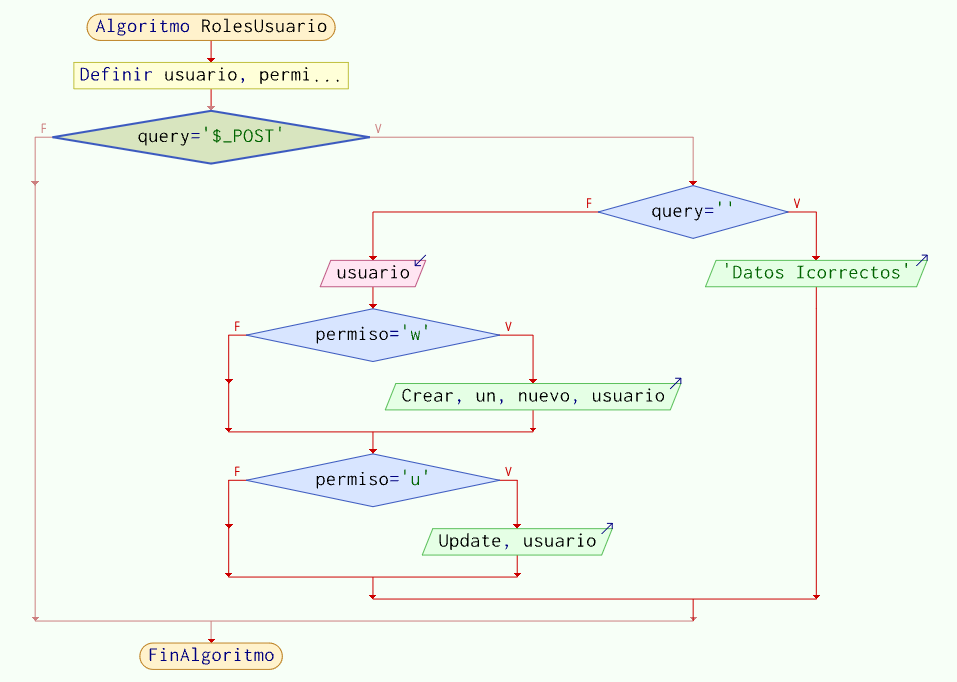 Algoritmo RolesUsuario
Definir usuario, permi...
F
query='$_POST'
V
F
query=''
V
usuario
'Datos Icorrectos'
F
permiso='w'
V
Crear, un, nuevo, usuario
F
permiso='u'
V
Update, usuario
FinAlgoritmo